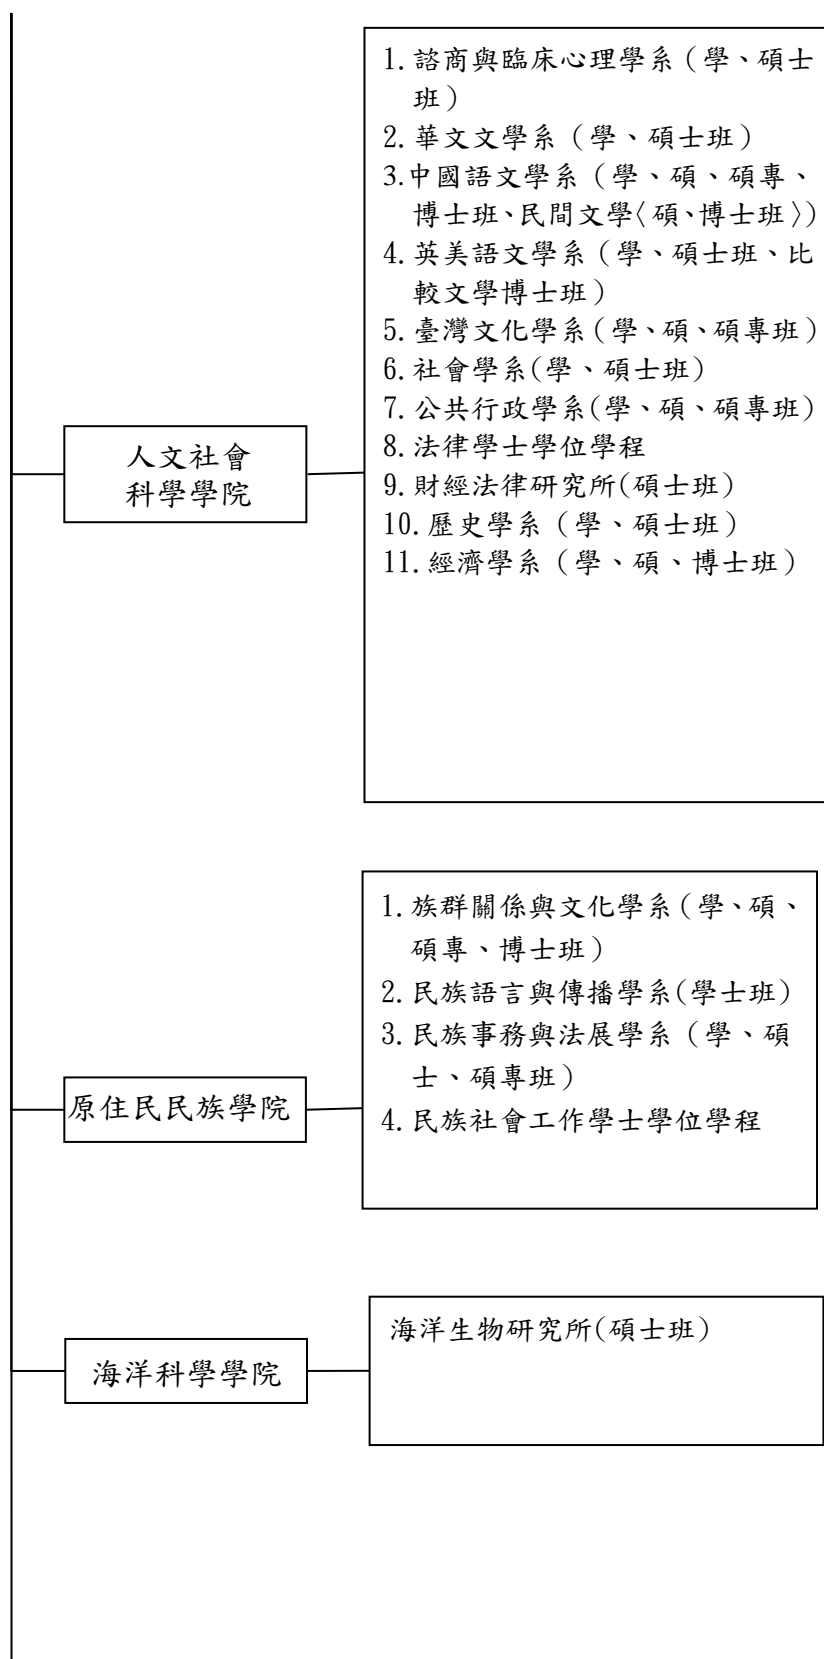 1. 諮商與臨床心理學系（學、碩士
班）
2. 華文文學系（學、碩士班）
3.中國語文學系（學、碩、碩專、
博士班、民間文學〈碩、博士班〉)
4. 英美語文學系（學、碩士班、比
較文學博士班）
5. 臺灣文化學系（學、碩、碩專班）
6. 社會學系(學、碩士班)
7. 公共行政學系(學、碩、碩專班)
8. 法律學士學位學程
9. 財經法律研究所(碩士班)
10. 歷史學系（學、碩士班）
11. 經濟學系（學、碩、博士班）
人文社會
科學學院
1. 族群關係與文化學系（學、碩、
碩專、博士班）
2. 民族語言與傳播學系(學士班)
3. 民族事務與法展學系（學、碩
士、碩專班）
4. 民族社會工作學士學位學程
原住民民族學院
海洋生物研究所(碩士班)
海洋科學學院